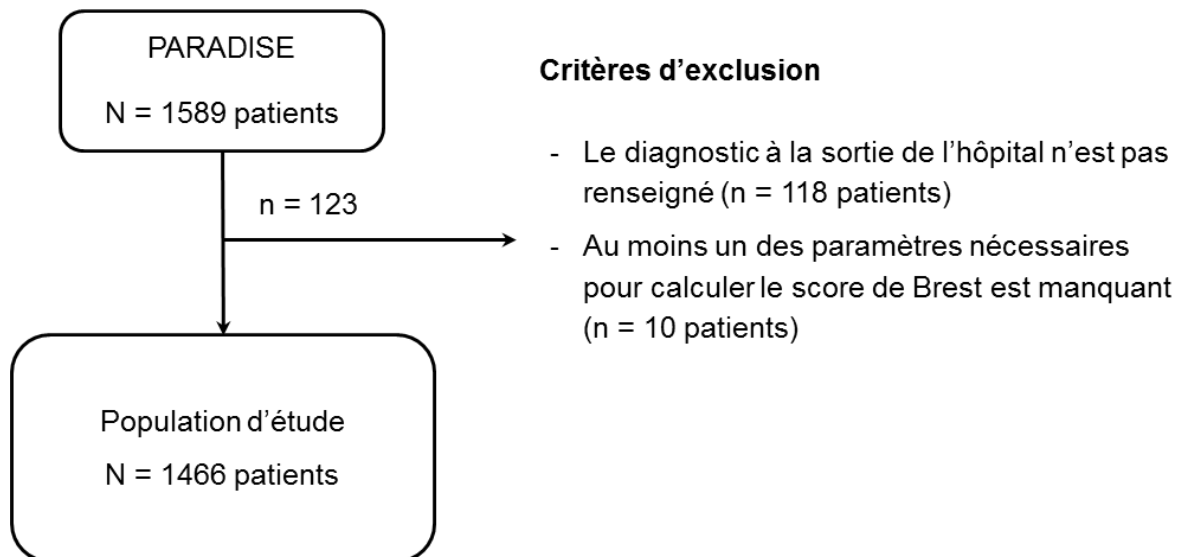 PARADISE
N = 1589 patients
n = 123
Critères d’exclusion
- Le diagnostic à la sortie de l’hôpital n’est pas
renseigné (n = 118 patients)
- Au moins un des paramètres nécessaires
pour calculer le score de Brest est manquant
(n = 10 patients)
Population d’étude
N = 1466 patients